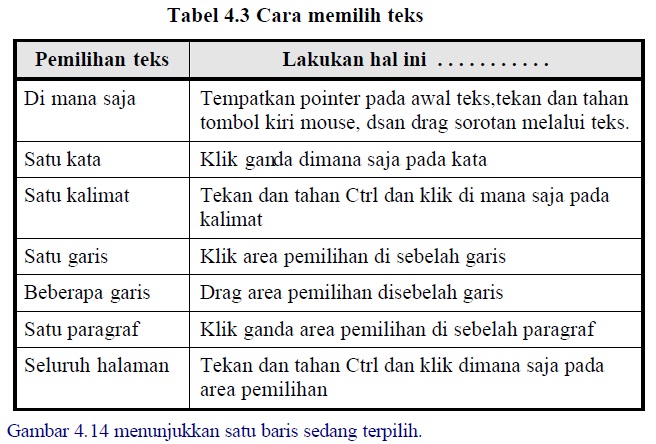 Tabel 4.3 Cara memilih teks
Pemilihan teks
Lakukan hal ini . . . . . . . . . . .
Di mana saja
Tempatkan pointer pada awal teks,tekan dan tahan
tombol kiri mouse, dsan drag sorotan melalui teks.
Satu kata
Klik ganda dimana saja pada kata
Satu kalimat
Tekan dan tahan Ctrl dan klik di mana saja pada
kalimat
Satu garis
Klik area pemilihan di sebelah garis
Beberapa garis
Drag area pemilihan disebelah garis
Satu paragraf
Klik ganda area pemilihan di sebelah paragraf
Seluruh halaman
Tekan dan tahan Ctrl dan klik dimana saja pada
area pemilihan
Gambar 4.14 menunjukkan satu baris sedang terpilih.